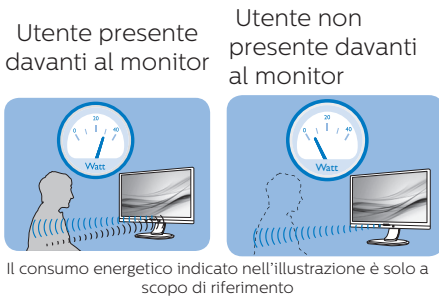 Utente presente
davanti al monitor
Utente non
presente davanti
al monitor
0 20 40
Watt
0 20 40
Watt
Il consumo energetico indicato nell'illustrazione è solo a
scopo di riferimento